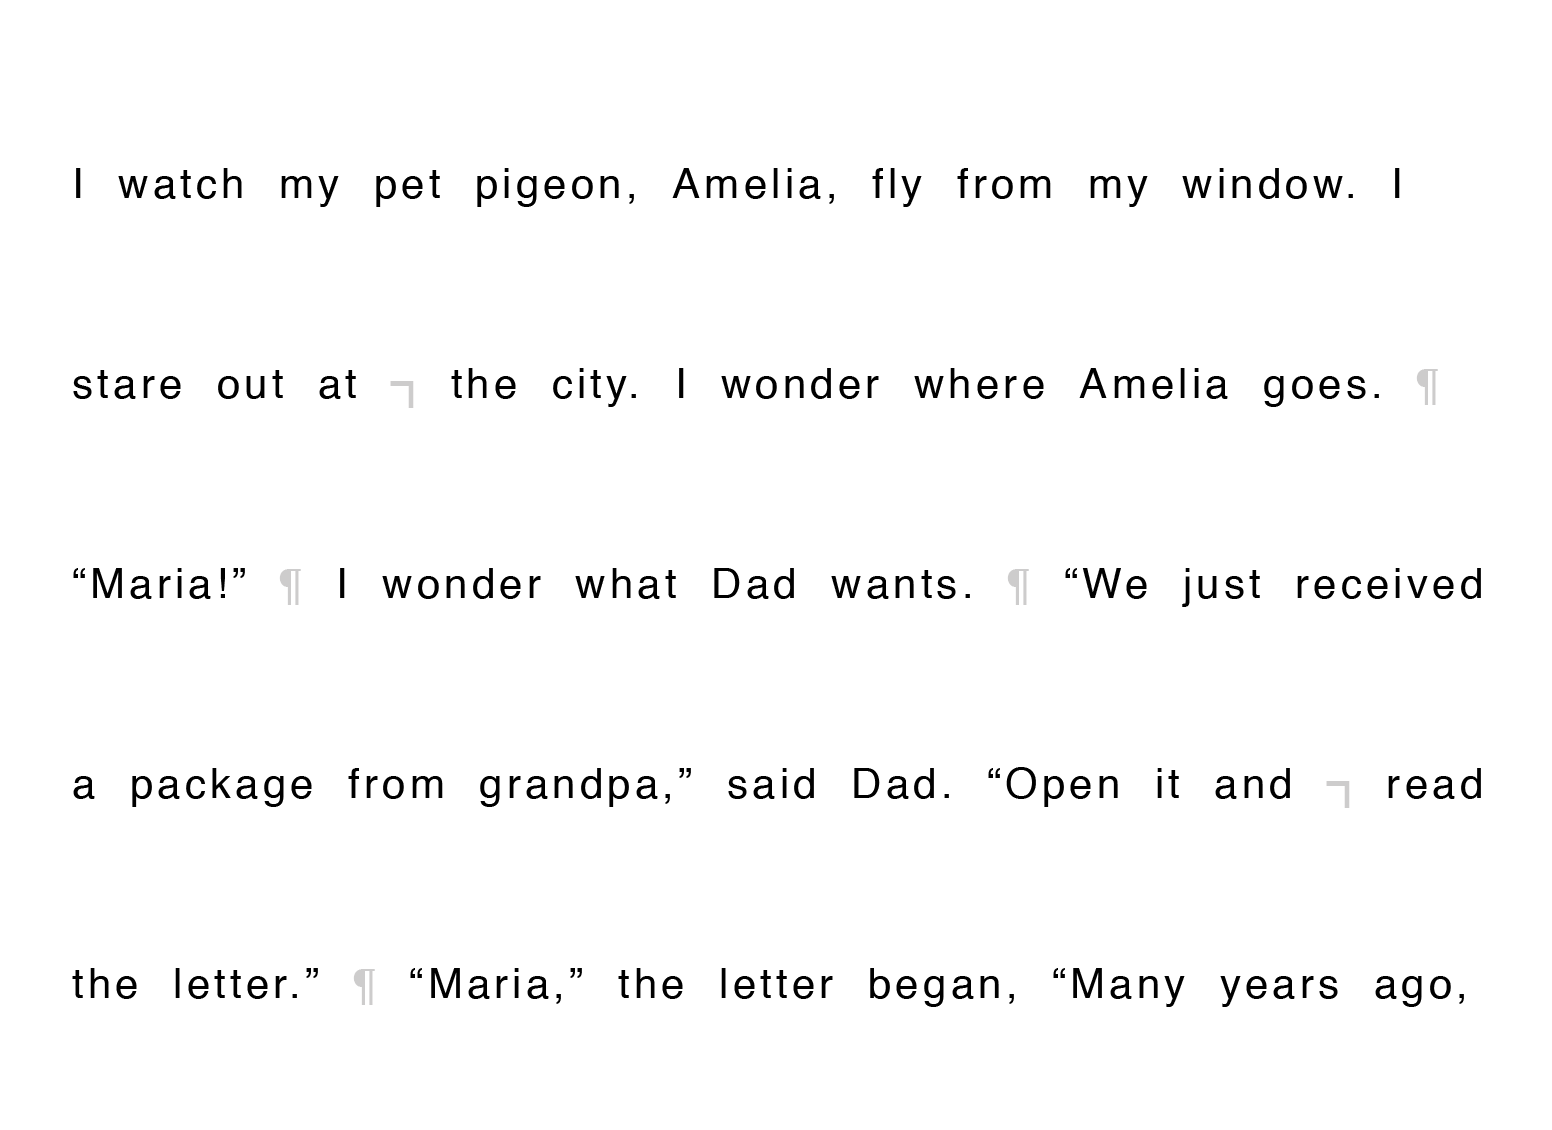 I watch my pet pigeon, Amelia, fly from my window. I
stare out at ¬ the city. I wonder where Amelia goes. ¶
“Maria!” ¶ I wonder what Dad wants. ¶ “We just received
a package from grandpa,” said Dad. “Open it and ¬ read
the letter.” ¶ “Maria,” the letter began, “Many years ago,